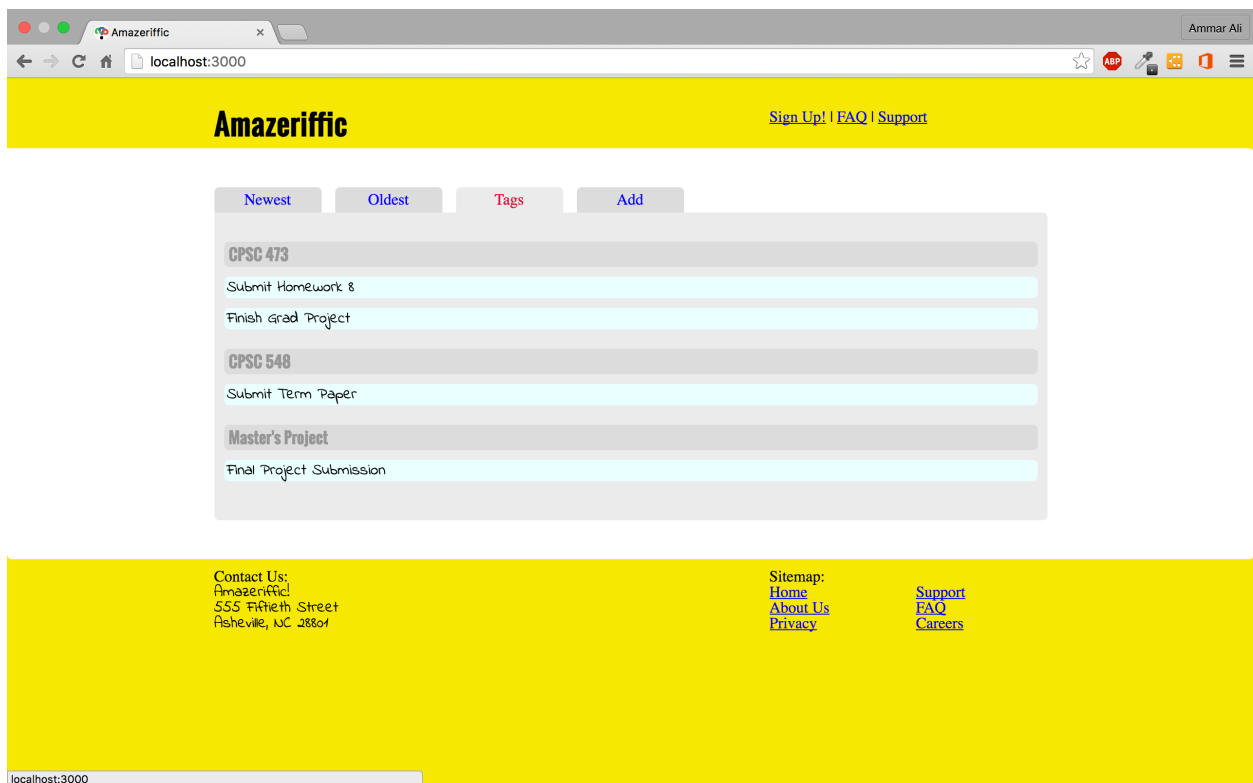 Amazeriffic
Ammar Ali
localhost:3000
ABP
Amazeriffic
Sign Up! | FAQ | Support
Newest Oldest Tags Add
CPSC 473
Submit Homework 8
Finish Grad Project
CPSC 548
Submit Term Paper
Master's Project
Final Project Submission
Contact Us:
Amazeriffic!
555 Fiftieth Street
Asheville, NC 28801
Sitemap:
Home Support
About Us FAQ
Privacy Careers
localhost:3000